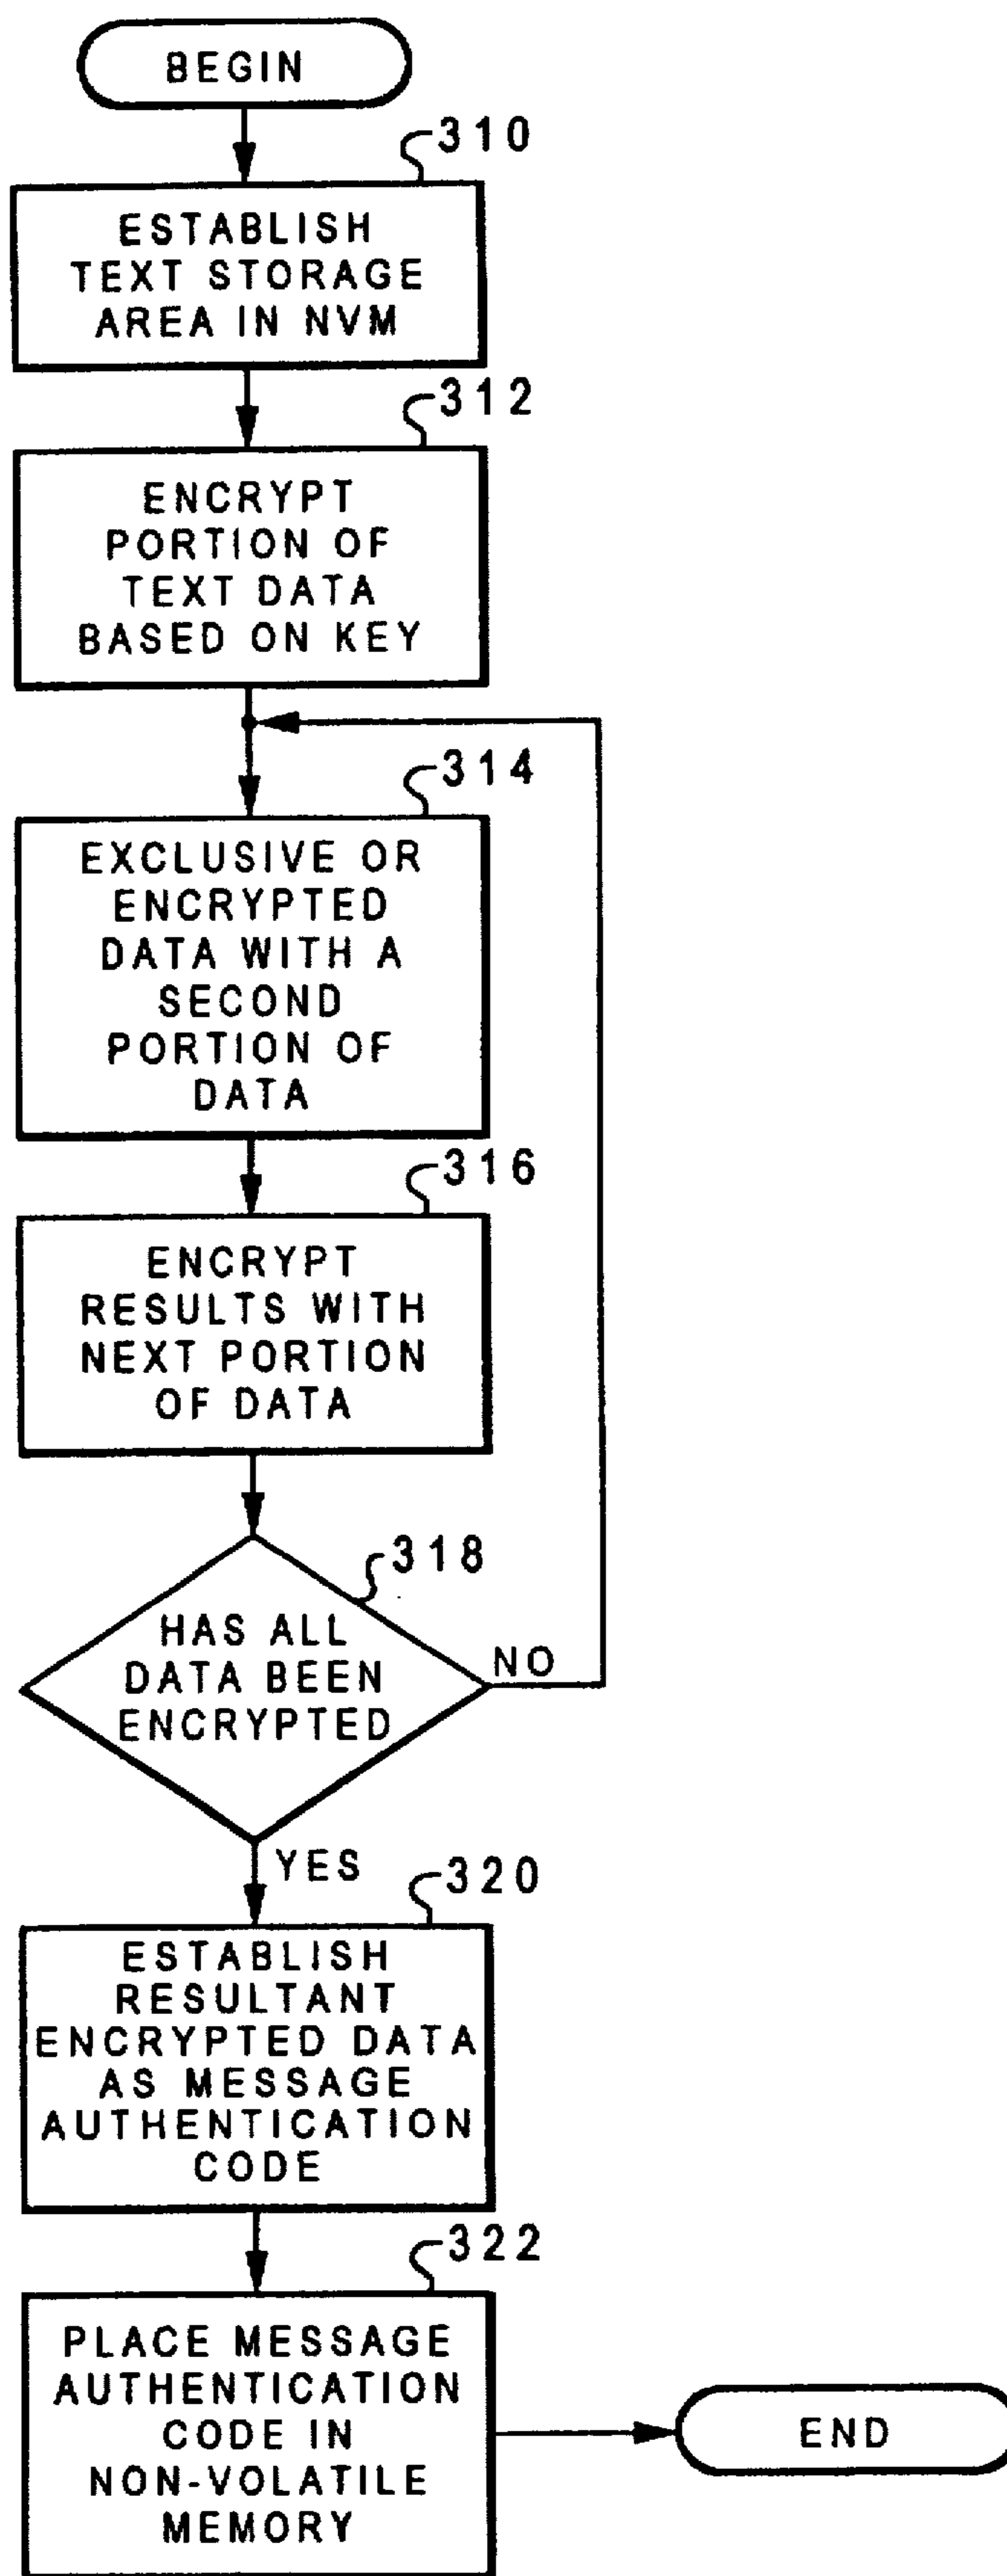 BEGIN
310
ESTABLISH
TEXT STORAGE
AREA IN NVM
312
ENCRYPT
PORTION OF
TEXT DATA
BASED ON KEY
314
EXCLUSIVE OR
ENCRYPTED
DATA WITH A
SECOND
PORTION OF
DATA
316
ENCRYPT
RESULTS WITH
NEXT PORTION
OF DATA
318
HAS ALL
DATA BEEN
ENCRYPTED
NO
YES
320
ESTABLISH
RESULTANT
ENCRYPTED DATA
AS MESSAGE
AUTHENTICATION
CODE
322
PLACE MESSAGE
AUTHENTICATION
CODE IN
NON-VOLATILE
MEMORY
END